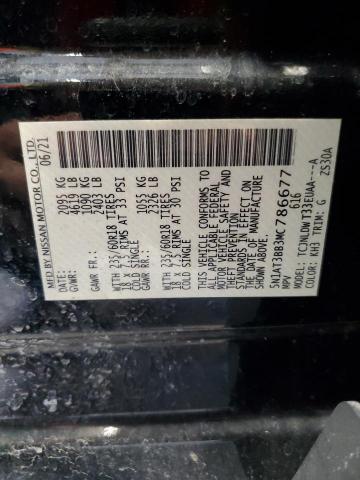 MFD BY NISSAN MOTOR CO., LTD.
06/21
GVWR: 2095 KG
4619 LB
GAWR FR: 1090 KG
2403 LB
WITH 235/60R18 TIRES
18 X 7.5 RIMS AT 33 PSI
COLD SINGLE
GAWR RR: 1055 KG
2326 LB
WITH 235/60R18 TIRES
18 X 7.5 RIMS AT 30 PSI
COLD SINGLE
THIS VEHICLE CONFORMS TO
ALL APPLICABLE FEDERAL
MOTOR VEHICLE SAFETY AND
THEFT PREVENTION
STANDARDS IN EFFECT ON
THE DATE OF MANUFACTURE
SHOWN ABOVE.
5N1AT3BB3MC786677
MPV 616
MODEL: TCJNLDWT33EUAA---A
COLOR: KH3 TRIM: G ZS30A